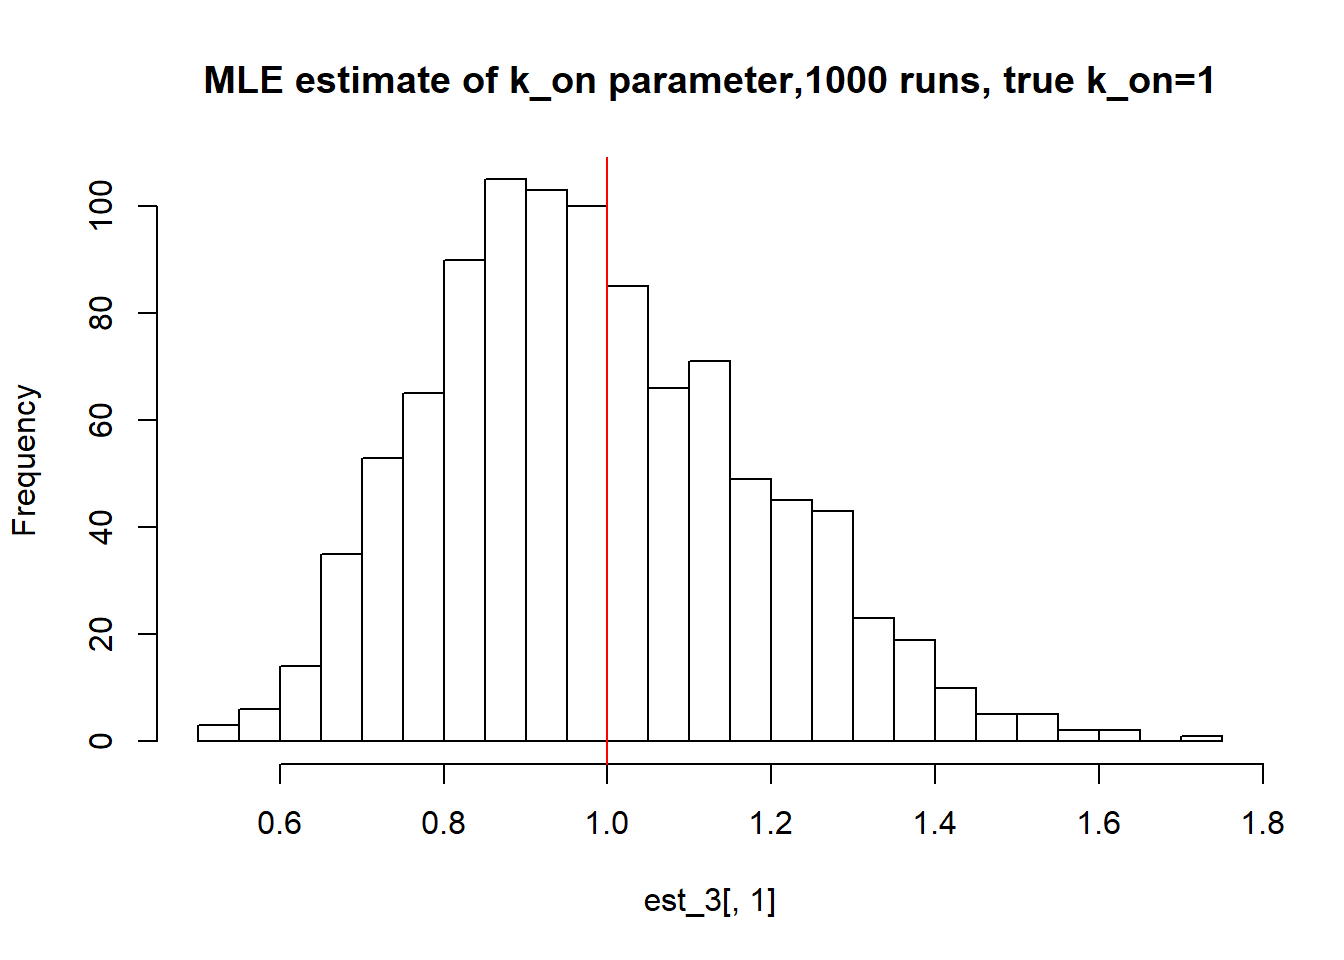 MLE estimate of k_on parameter,1000 runs, true k_on=1
Frequency
100
80
60
40
20
0
0.6 0.8 1.0 1.2 1.4 1.6 1.8
est_3[, 1]